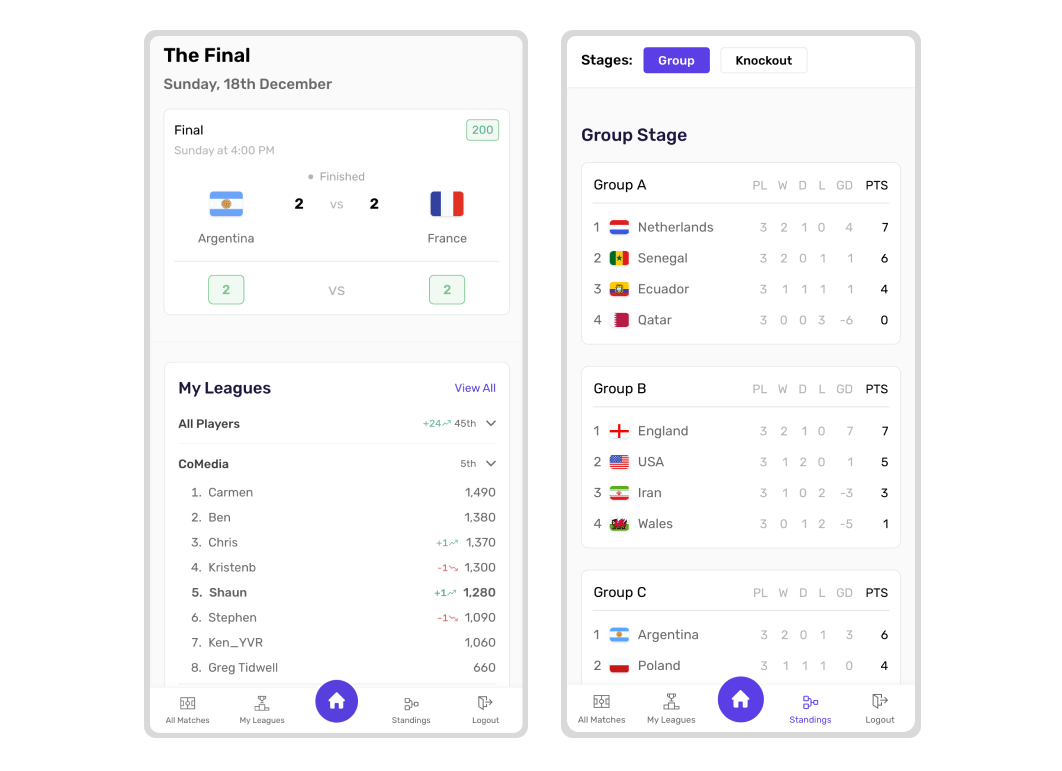 The Final
Sunday, 18th December
Final 200
Sunday at 4:00 PM
Finished
2 vs 2
Argentina France
2 VS 2
My Leagues View All
All Players +24 45th
CoMedia 5th
1. Carmen 1,490
2. Ben 1,380
3. Chris +1 1,370
4. Kristenb -1 1,300
5. Shaun +1 1,280
6. Stephen -1 1,090
7. Ken_YVR 1,060
8. Greg Tidwell 660
All Matches My Leagues Standings Logout
Stages: Group Knockout
Group Stage
Group A PL W D L GD PTS
1 Netherlands 3 2 1 0 4 7
2 Senegal 3 2 0 1 1 6
3 Ecuador 3 1 1 1 1 4
4 Qatar 3 0 0 3 -6 0
Group B PL W D L GD PTS
1 England 3 2 1 0 7 7
2 USA 3 1 2 0 1 5
3 Iran 3 1 0 2 -3 3
4 Wales 3 0 1 2 -5 1
Group C PL W D L GD PTS
1 Argentina 3 2 0 1 3 6
2 Poland 3 1 1 1 0 4
All Matches My Leagues Standings Logout